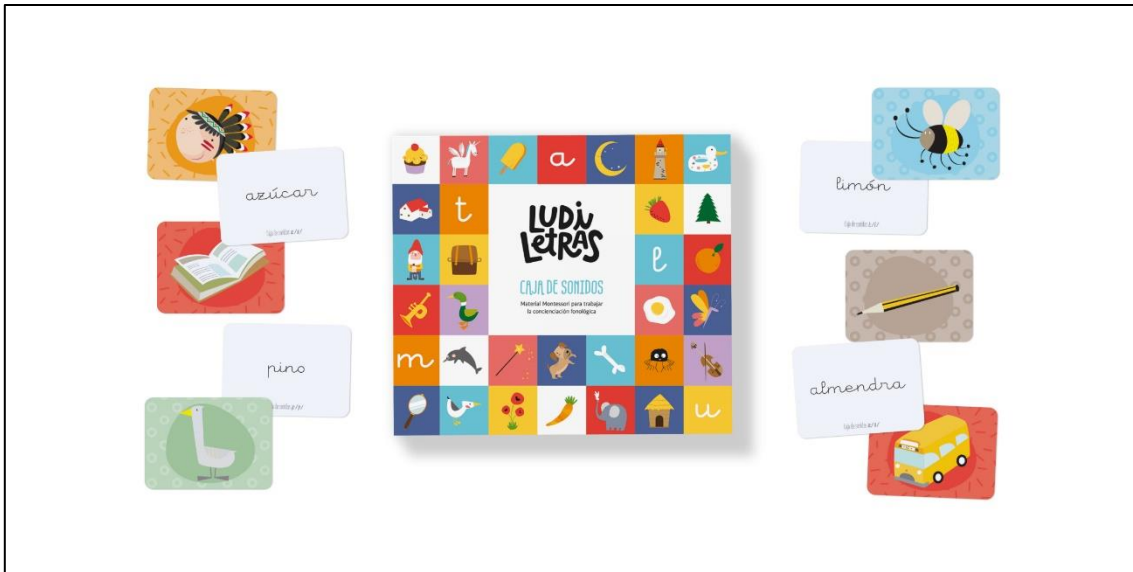 azúcar
pino
a
t
LUDi
LetRAS
CAJA DE SONIDOS
Material Montessori para trabajar
la concienciación fonológica
l
m
u
limón
almendra